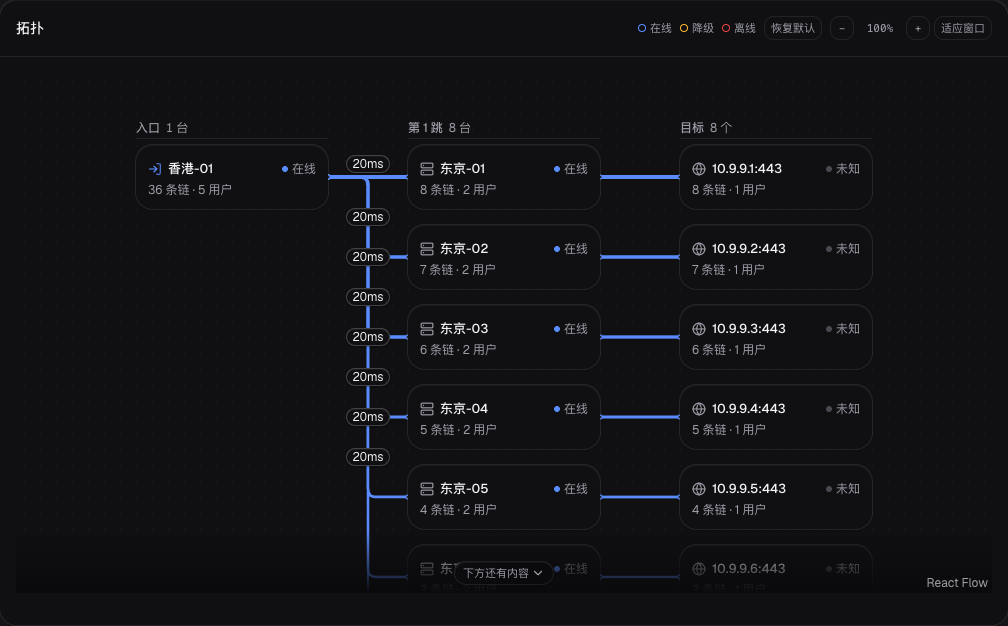 拓扑
在线 降级 离线 恢复默认 − 100% + 适应窗口
入口 1 台
第 1 跳 8 台
目标 8 个
香港-01 在线
36 条链 · 5 用户
20ms
东京-01 在线
8 条链 · 2 用户
10.9.9.1:443 未知
8 条链 · 1 用户
20ms
20ms
东京-02 在线
7 条链 · 2 用户
10.9.9.2:443 未知
7 条链 · 1 用户
20ms
20ms
东京-03 在线
6 条链 · 2 用户
10.9.9.3:443 未知
6 条链 · 1 用户
20ms
20ms
东京-04 在线
5 条链 · 2 用户
10.9.9.4:443 未知
5 条链 · 1 用户
20ms
东京-05 在线
4 条链 · 2 用户
10.9.9.5:443 未知
4 条链 · 1 用户
在线
10.9.9.6:443 未知
下方还有内容
React Flow